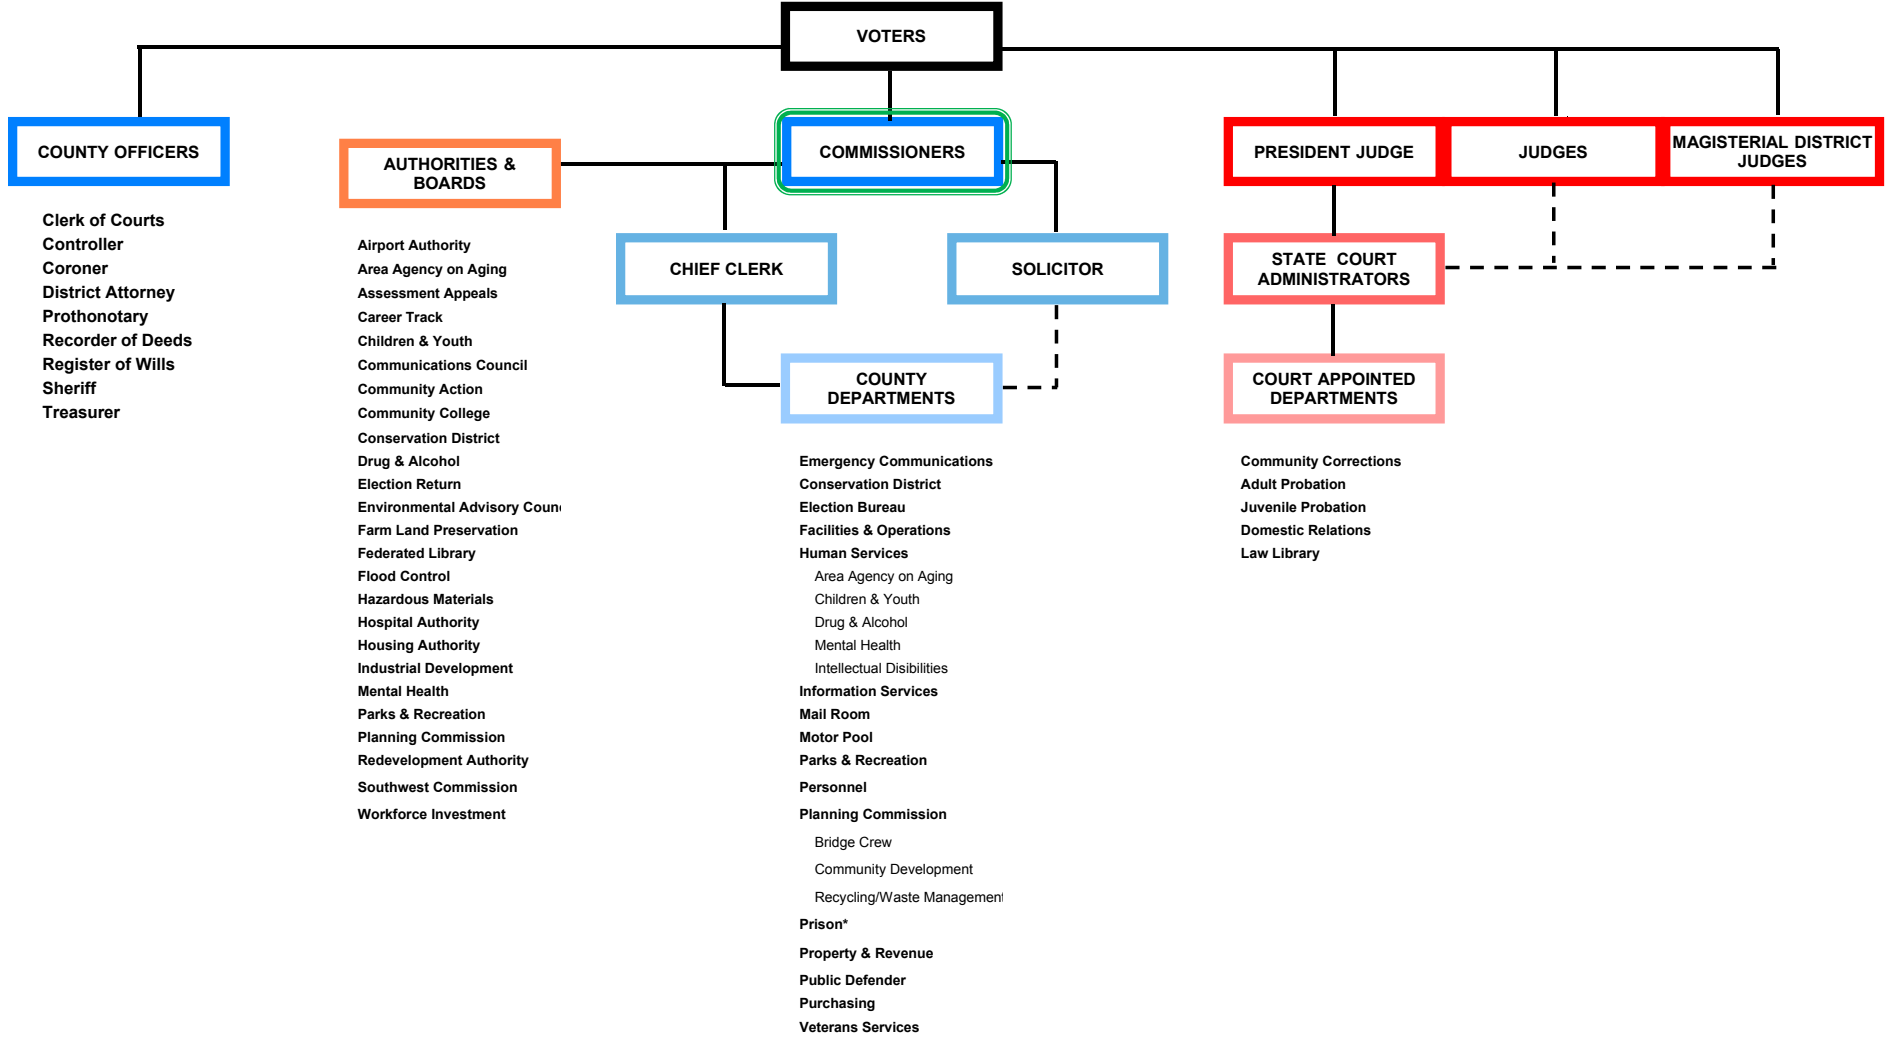 VOTERS
COUNTY OFFICERS
AUTHORITIES &
BOARDS
COMMISSIONERS
PRESIDENT JUDGE
JUDGES
MAGISTERIAL DISTRICT
JUDGES
CHIEF CLERK
SOLICITOR
STATE COURT
ADMINISTRATORS
COUNTY
DEPARTMENTS
COURT APPOINTED
DEPARTMENTS
Clerk of Courts
Controller
Coroner
District Attorney
Prothonotary
Recorder of Deeds
Register of Wills
Sheriff
Treasurer
Airport Authority
Area Agency on Aging
Assessment Appeals
Career Track
Children & Youth
Communications Council
Community Action
Community College
Conservation District
Drug & Alcohol
Election Return
Environmental Advisory Coun
Farm Land Preservation
Federated Library
Flood Control
Hazardous Materials
Hospital Authority
Housing Authority
Industrial Development
Mental Health
Parks & Recreation
Planning Commission
Redevelopment Authority
Southwest Commission
Workforce Investment
Emergency Communications
Conservation District
Election Bureau
Facilities & Operations
Human Services
Area Agency on Aging
Children & Youth
Drug & Alcohol
Mental Health
Intellectual Disibilities
Information Services
Mail Room
Motor Pool
Parks & Recreation
Personnel
Planning Commission
Bridge Crew
Community Development
Recycling/Waste Management
Prison*
Property & Revenue
Public Defender
Purchasing
Veterans Services
Community Corrections
Adult Probation
Juvenile Probation
Domestic Relations
Law Library